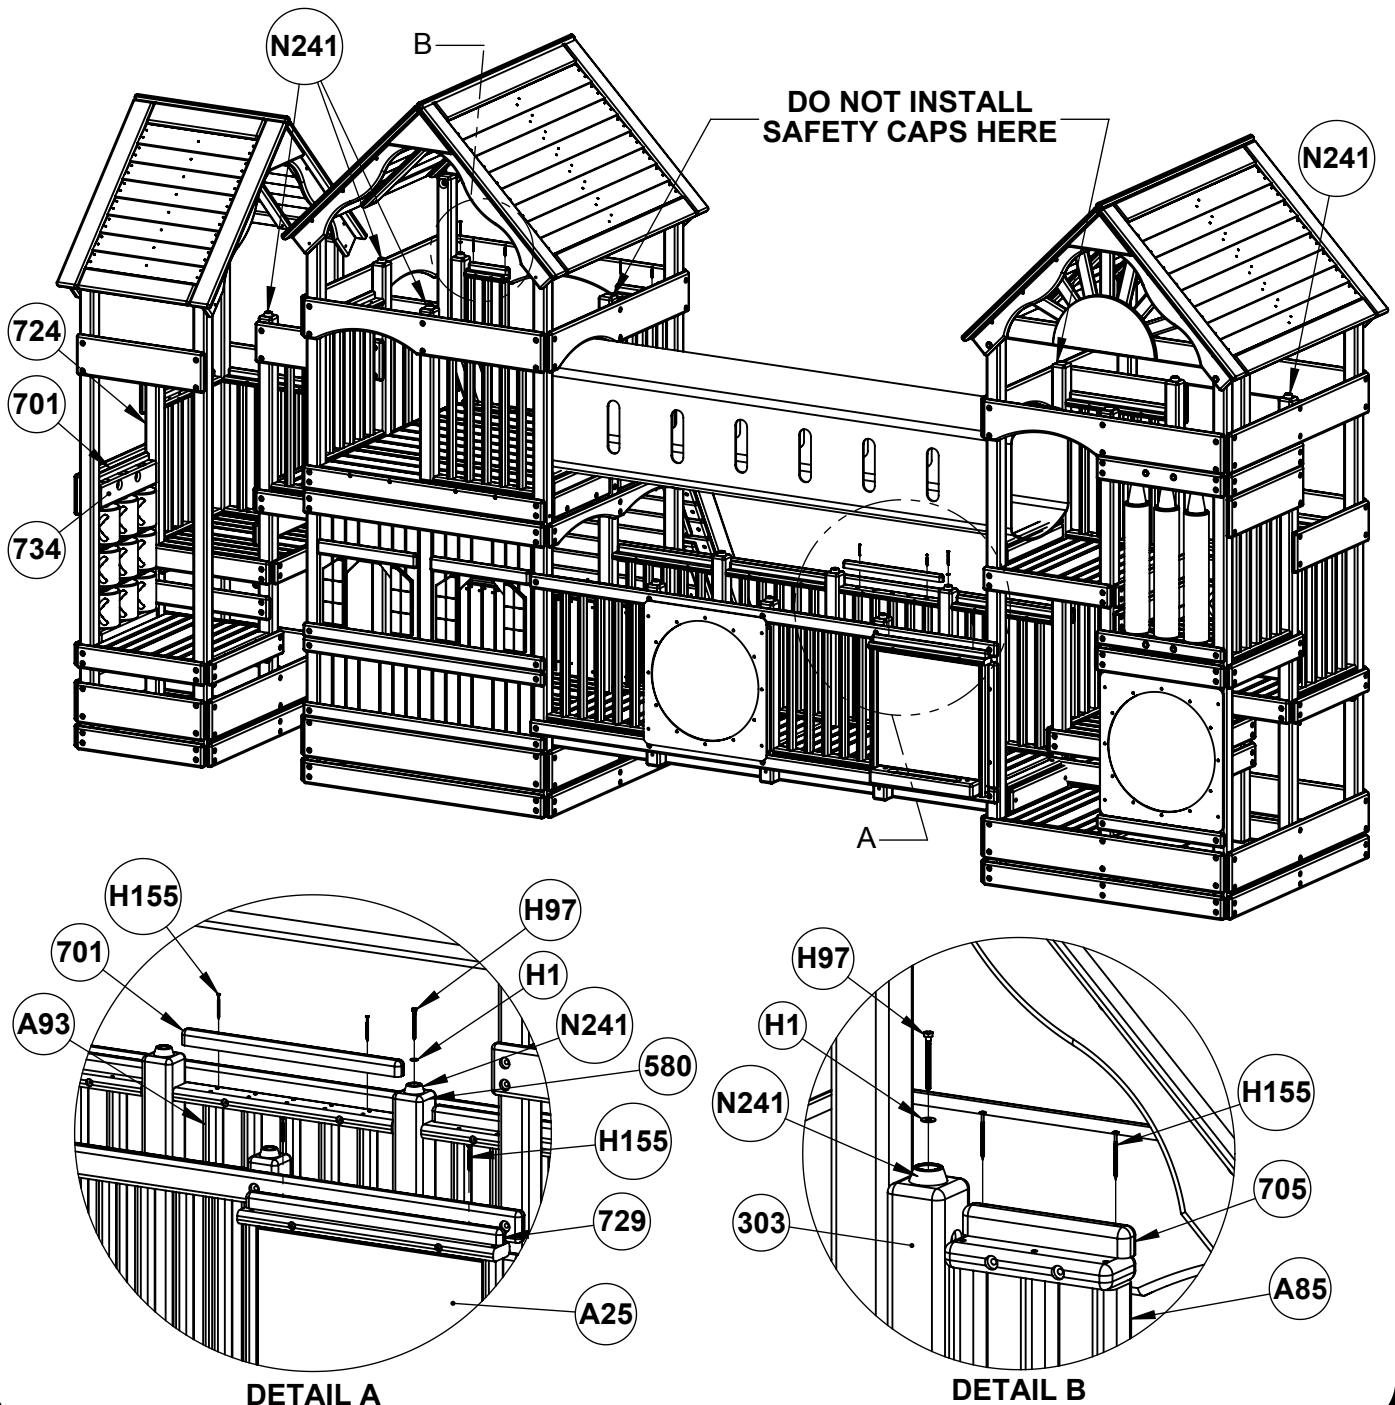 N241
B
DO NOT INSTALL
SAFETY CAPS HERE
N241
724
701
734
A
H155
H97
701
H1
A93
N241
580
H155
729
A25
DETAIL A
H97
H1
N241
H155
303
705
A85
DETAIL B